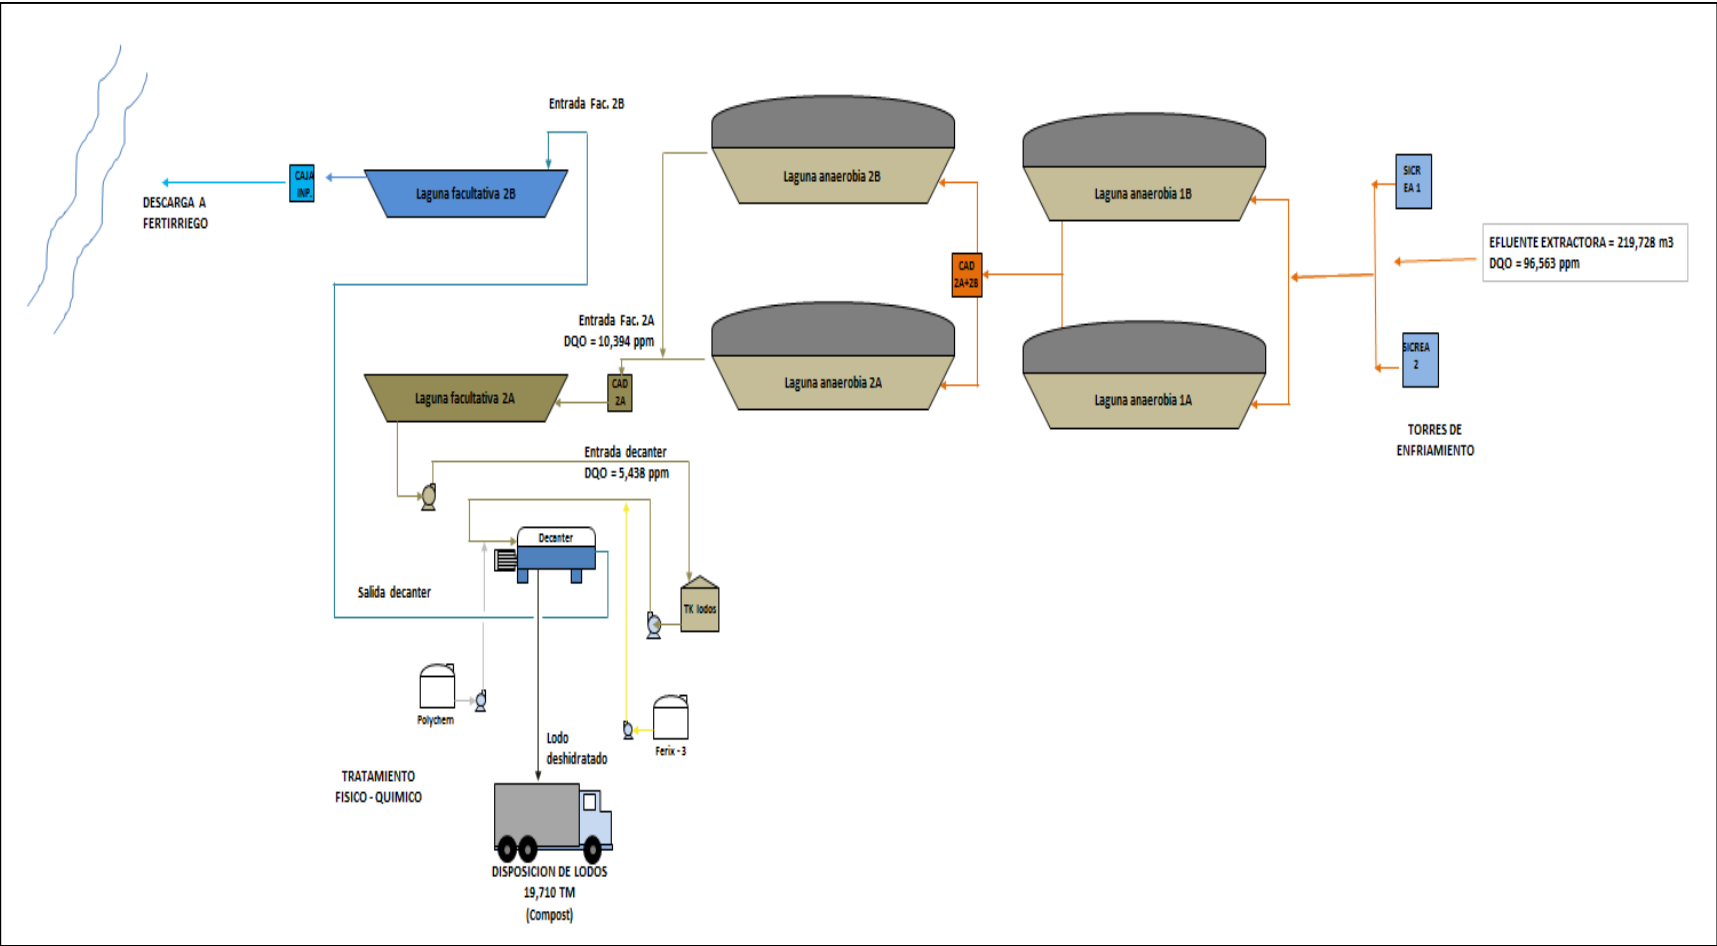 Entrada Fac. 2B
Laguna anaerobia 2B
Laguna anaerobia 1B
SICR
EA 1
CAJA
INP.
Laguna facultativa 2B
DESCARGA A
FERTIRRIEGO
EFLUENTE EXTRACTORA = 219,728 m3
DQO = 96,563 ppm
CAD
2A+2B
Entrada Fac. 2A
DQO = 10,394 ppm
SICREA
2
Laguna anaerobia 2A
Laguna anaerobia 1A
CAD
2A
Laguna facultativa 2A
TORRES DE
ENFRIAMIENTO
Entrada decanter
DQO = 5,438 ppm
Decanter
Salida decanter
TK lodos
Polychem
Ferix - 3
Lodo
deshidratado
TRATAMIENTO
FISICO - QUIMICO
DISPOSICION DE LODOS
19,710 TM
(Compost)